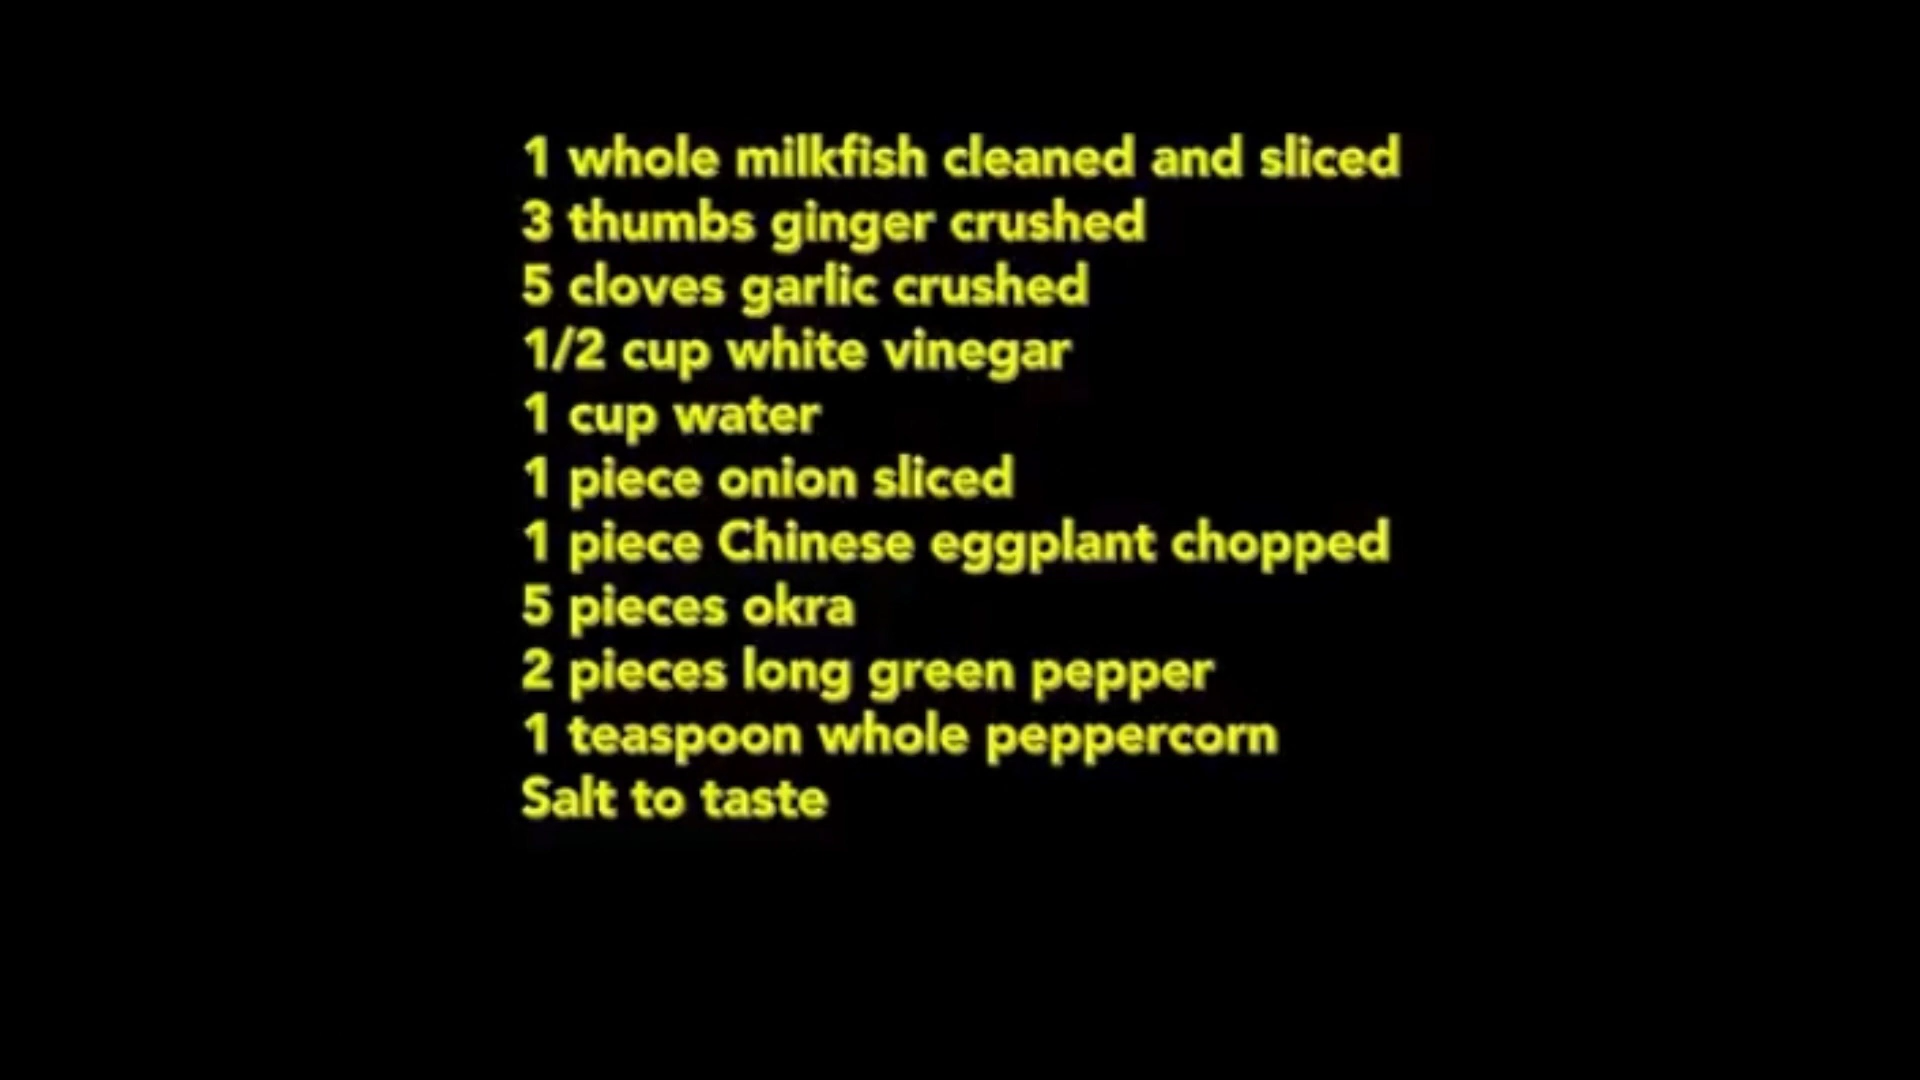 1 whole milkfish cleaned and sliced
3 thumbs ginger crushed
5 cloves garlic crushed
1/2 cup white vinegar
1 cup water
1 piece onion sliced
1 piece Chinese eggplant chopped
5 pieces okra
2 pieces long green pepper
1 teaspoon whole peppercorn
Salt to taste